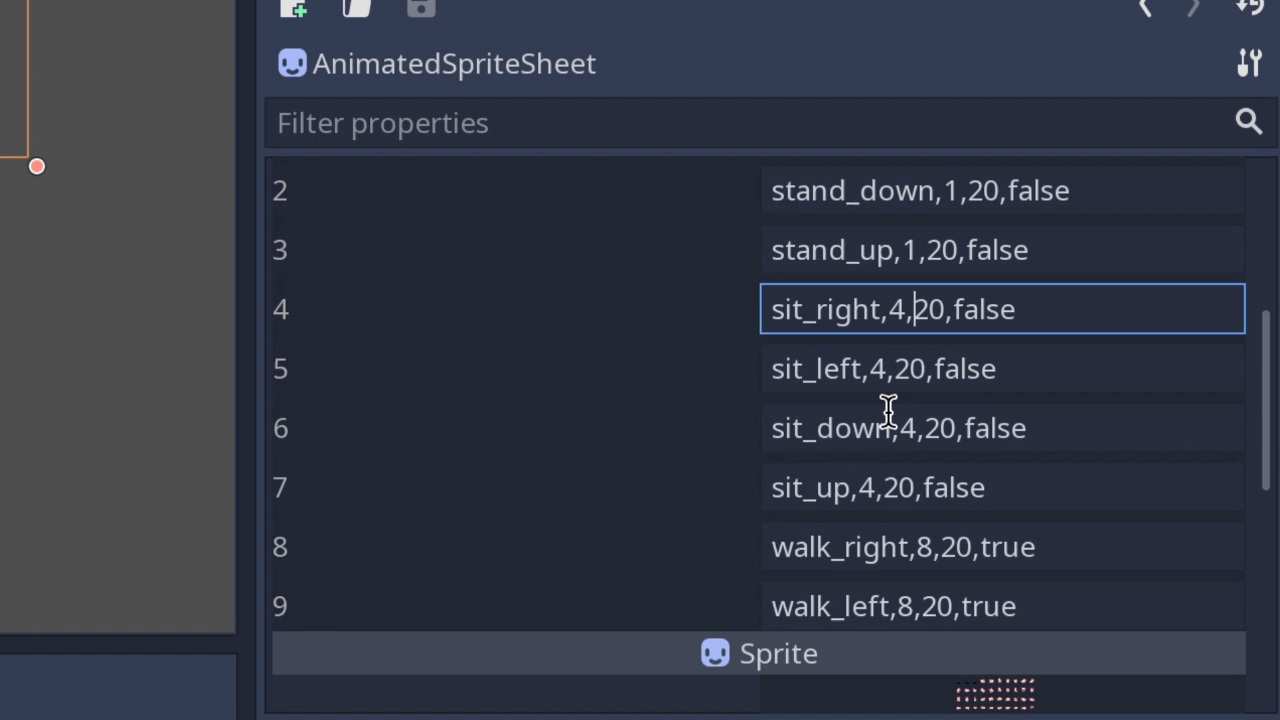 AnimatedSpriteSheet
Filter properties
2 stand_down,1,20,false
3 stand_up,1,20,false
4 sit_right,4,20,false
5 sit_left,4,20,false
6 sit_down,4,20,false
7 sit_up,4,20,false
8 walk_right,8,20,true
9 walk_left,8,20,true
Sprite